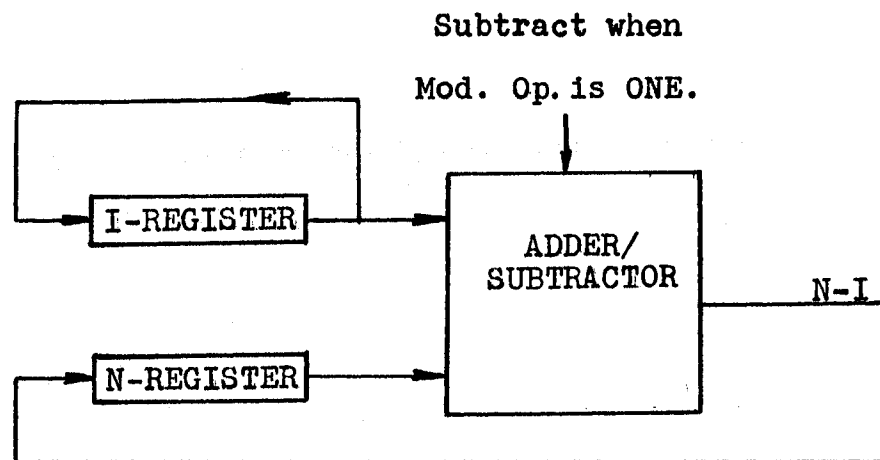 Subtract when
Mod. Op. is ONE.
I-REGISTER
ADDER/
SUBTRACTOR
N-I
N-REGISTER